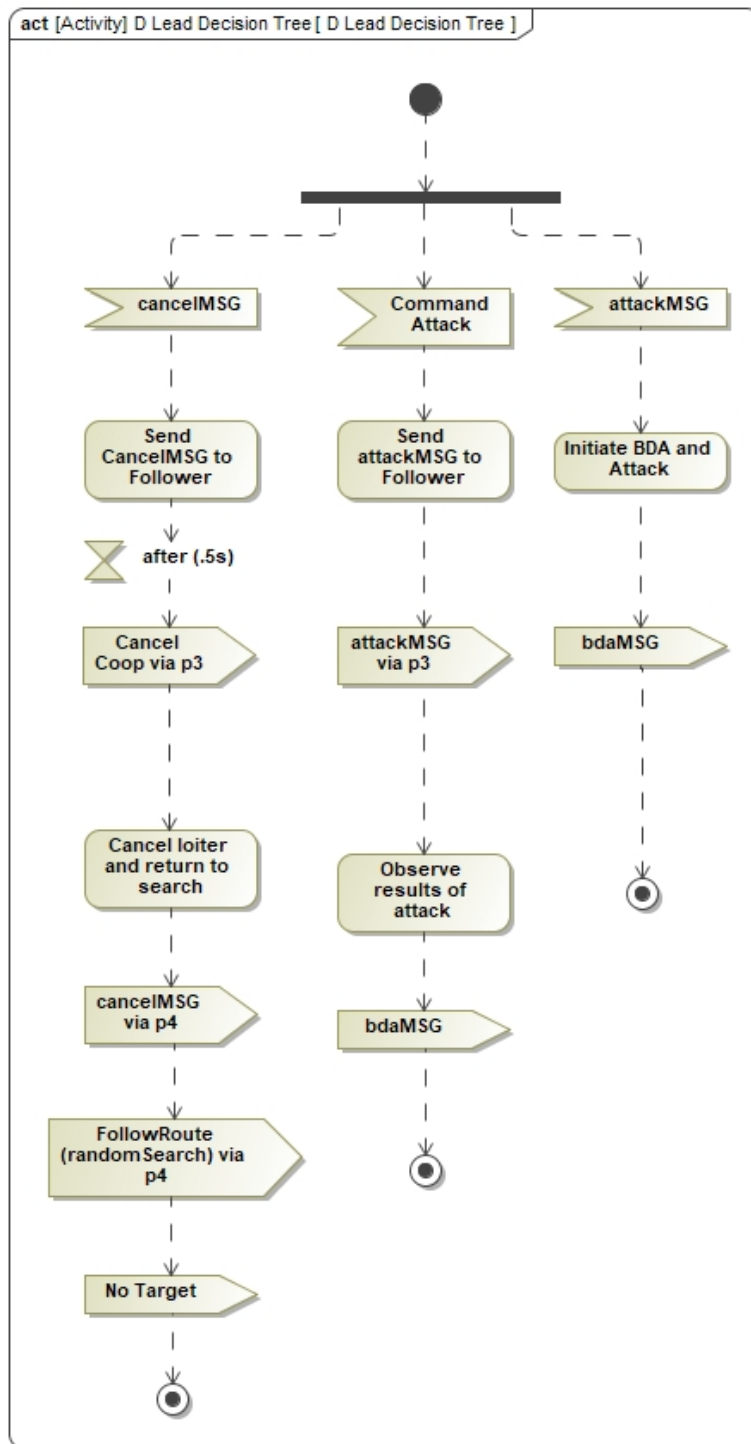 act [Activity] D Lead Decision Tree [ D Lead Decision Tree ]
cancelMSG
Command
Attack
attackMSG
Send
CancelMSG to
Follower
Send
attackMSG to
Follower
Initiate BDA and
Attack
after (.5s)
Cancel
Coop via p3
attackMSG
via p3
bdaMSG
Cancel loiter
and return to
search
Observe
results of
attack
cancelMSG
via p4
bdaMSG
FollowRoute
(randomSearch) via
p4
No Target